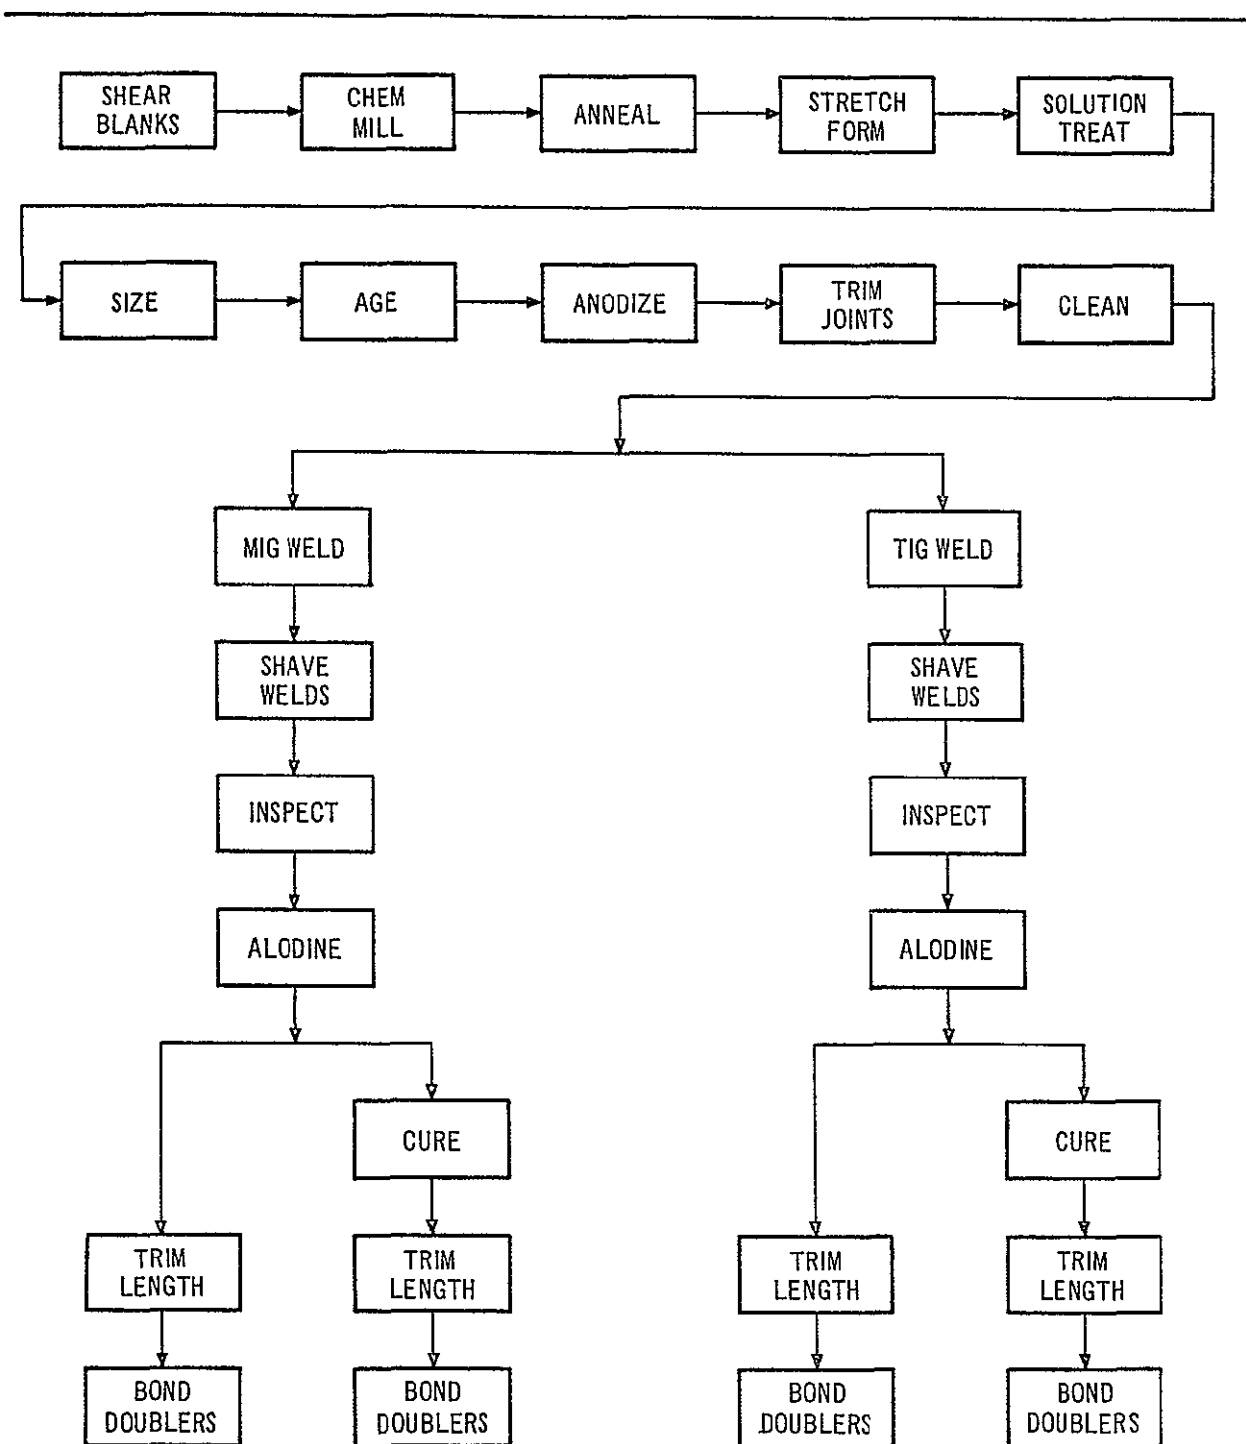 SHEAR
BLANKS
CHEM
MILL
ANNEAL
STRETCH
FORM
SOLUTION
TREAT
SIZE
AGE
ANODIZE
TRIM
JOINTS
CLEAN
MIG WELD
TIG WELD
SHAVE
WELDS
SHAVE
WELDS
INSPECT
INSPECT
ALODINE
ALODINE
CURE
CURE
TRIM
LENGTH
TRIM
LENGTH
TRIM
LENGTH
TRIM
LENGTH
BOND
DOUBLERS
BOND
DOUBLERS
BOND
DOUBLERS
BOND
DOUBLERS